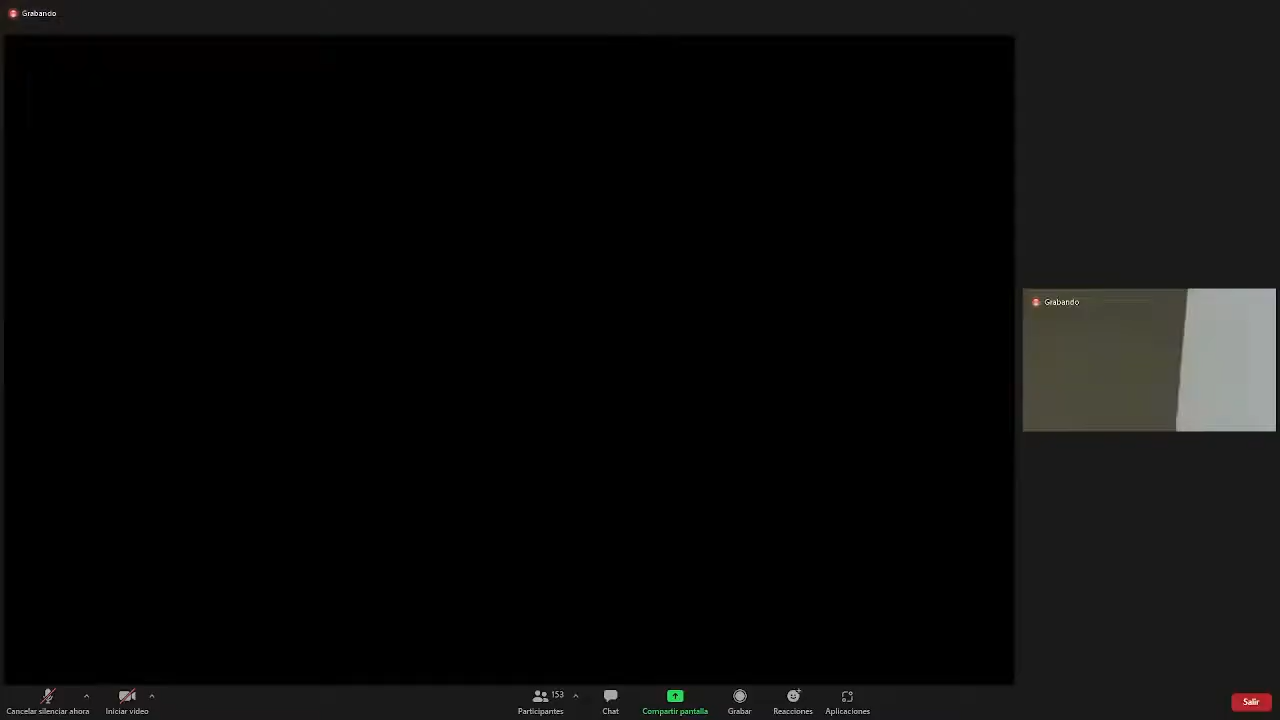 Grabando
Grabando
153
Cancelar silenciar ahora
Iniciar video
Participantes
Chat
Compartir pantalla
Grabar
Reacciones
Aplicaciones
Salir